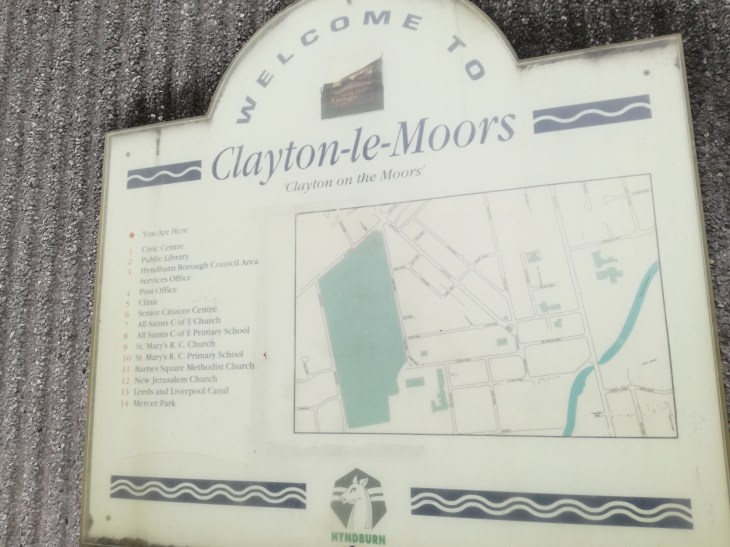 WELCOME TO
Clayton-le-Moors
'Clayton on the Moors'
You Are Here
1 Civic Centre
2 Public Library
3 Hyndburn Borough Council Area
Services Office
4 Post Office
5 Clinic
6 Senior Citizens Centre
7 All Saints C of E Church
8 All Saints C of E Primary School
9 St. Mary's R. C. Church
10 St. Mary's R. C. Primary School
11 Barnes Square Methodist Church
12 New Jerusalem Church
13 Leeds and Liverpool Canal
14 Mercer Park
HYNDBURN